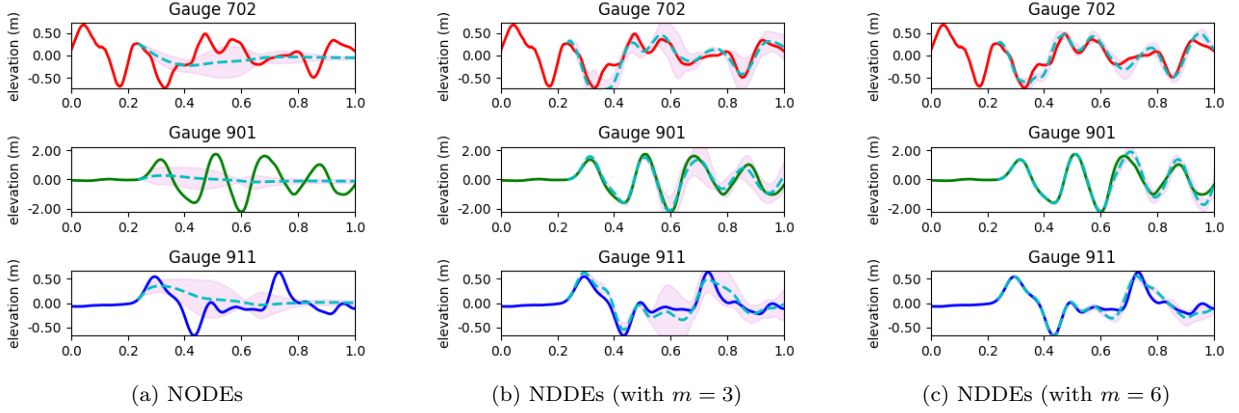 Gauge 702
elevation (m)
0.00
-0.50
0.0 0.2 0.4 0.6 0.8 1.0
Gauge 901
elevation (m)
2.00
0.00
-2.00
0.0 0.2 0.4 0.6 0.8 1.0
Gauge 911
elevation (m)
0.50
0.00
-0.50
0.0 0.2 0.4 0.6 0.8 1.0
(a) NODEs
Gauge 702
elevation (m)
0.50
0.00
-0.50
0.0 0.2 0.4 0.6 0.8 1.0
Gauge 901
elevation (m)
2.00
0.00
-2.00
0.0 0.2 0.4 0.6 0.8 1.0
Gauge 911
elevation (m)
0.50
0.00
-0.50
0.0 0.2 0.4 0.6 0.8 1.0
(b) NDDEs (with m = 3)
Gauge 702
elevation (m)
0.50
0.00
-0.50
0.0 0.2 0.4 0.6 0.8 1.0
Gauge 901
elevation (m)
2.00
0.00
-2.00
0.0 0.2 0.4 0.6 0.8 1.0
Gauge 911
elevation (m)
0.50
0.00
-0.50
0.0 0.2 0.4 0.6 0.8 1.0
(c) NDDEs (with m = 6)